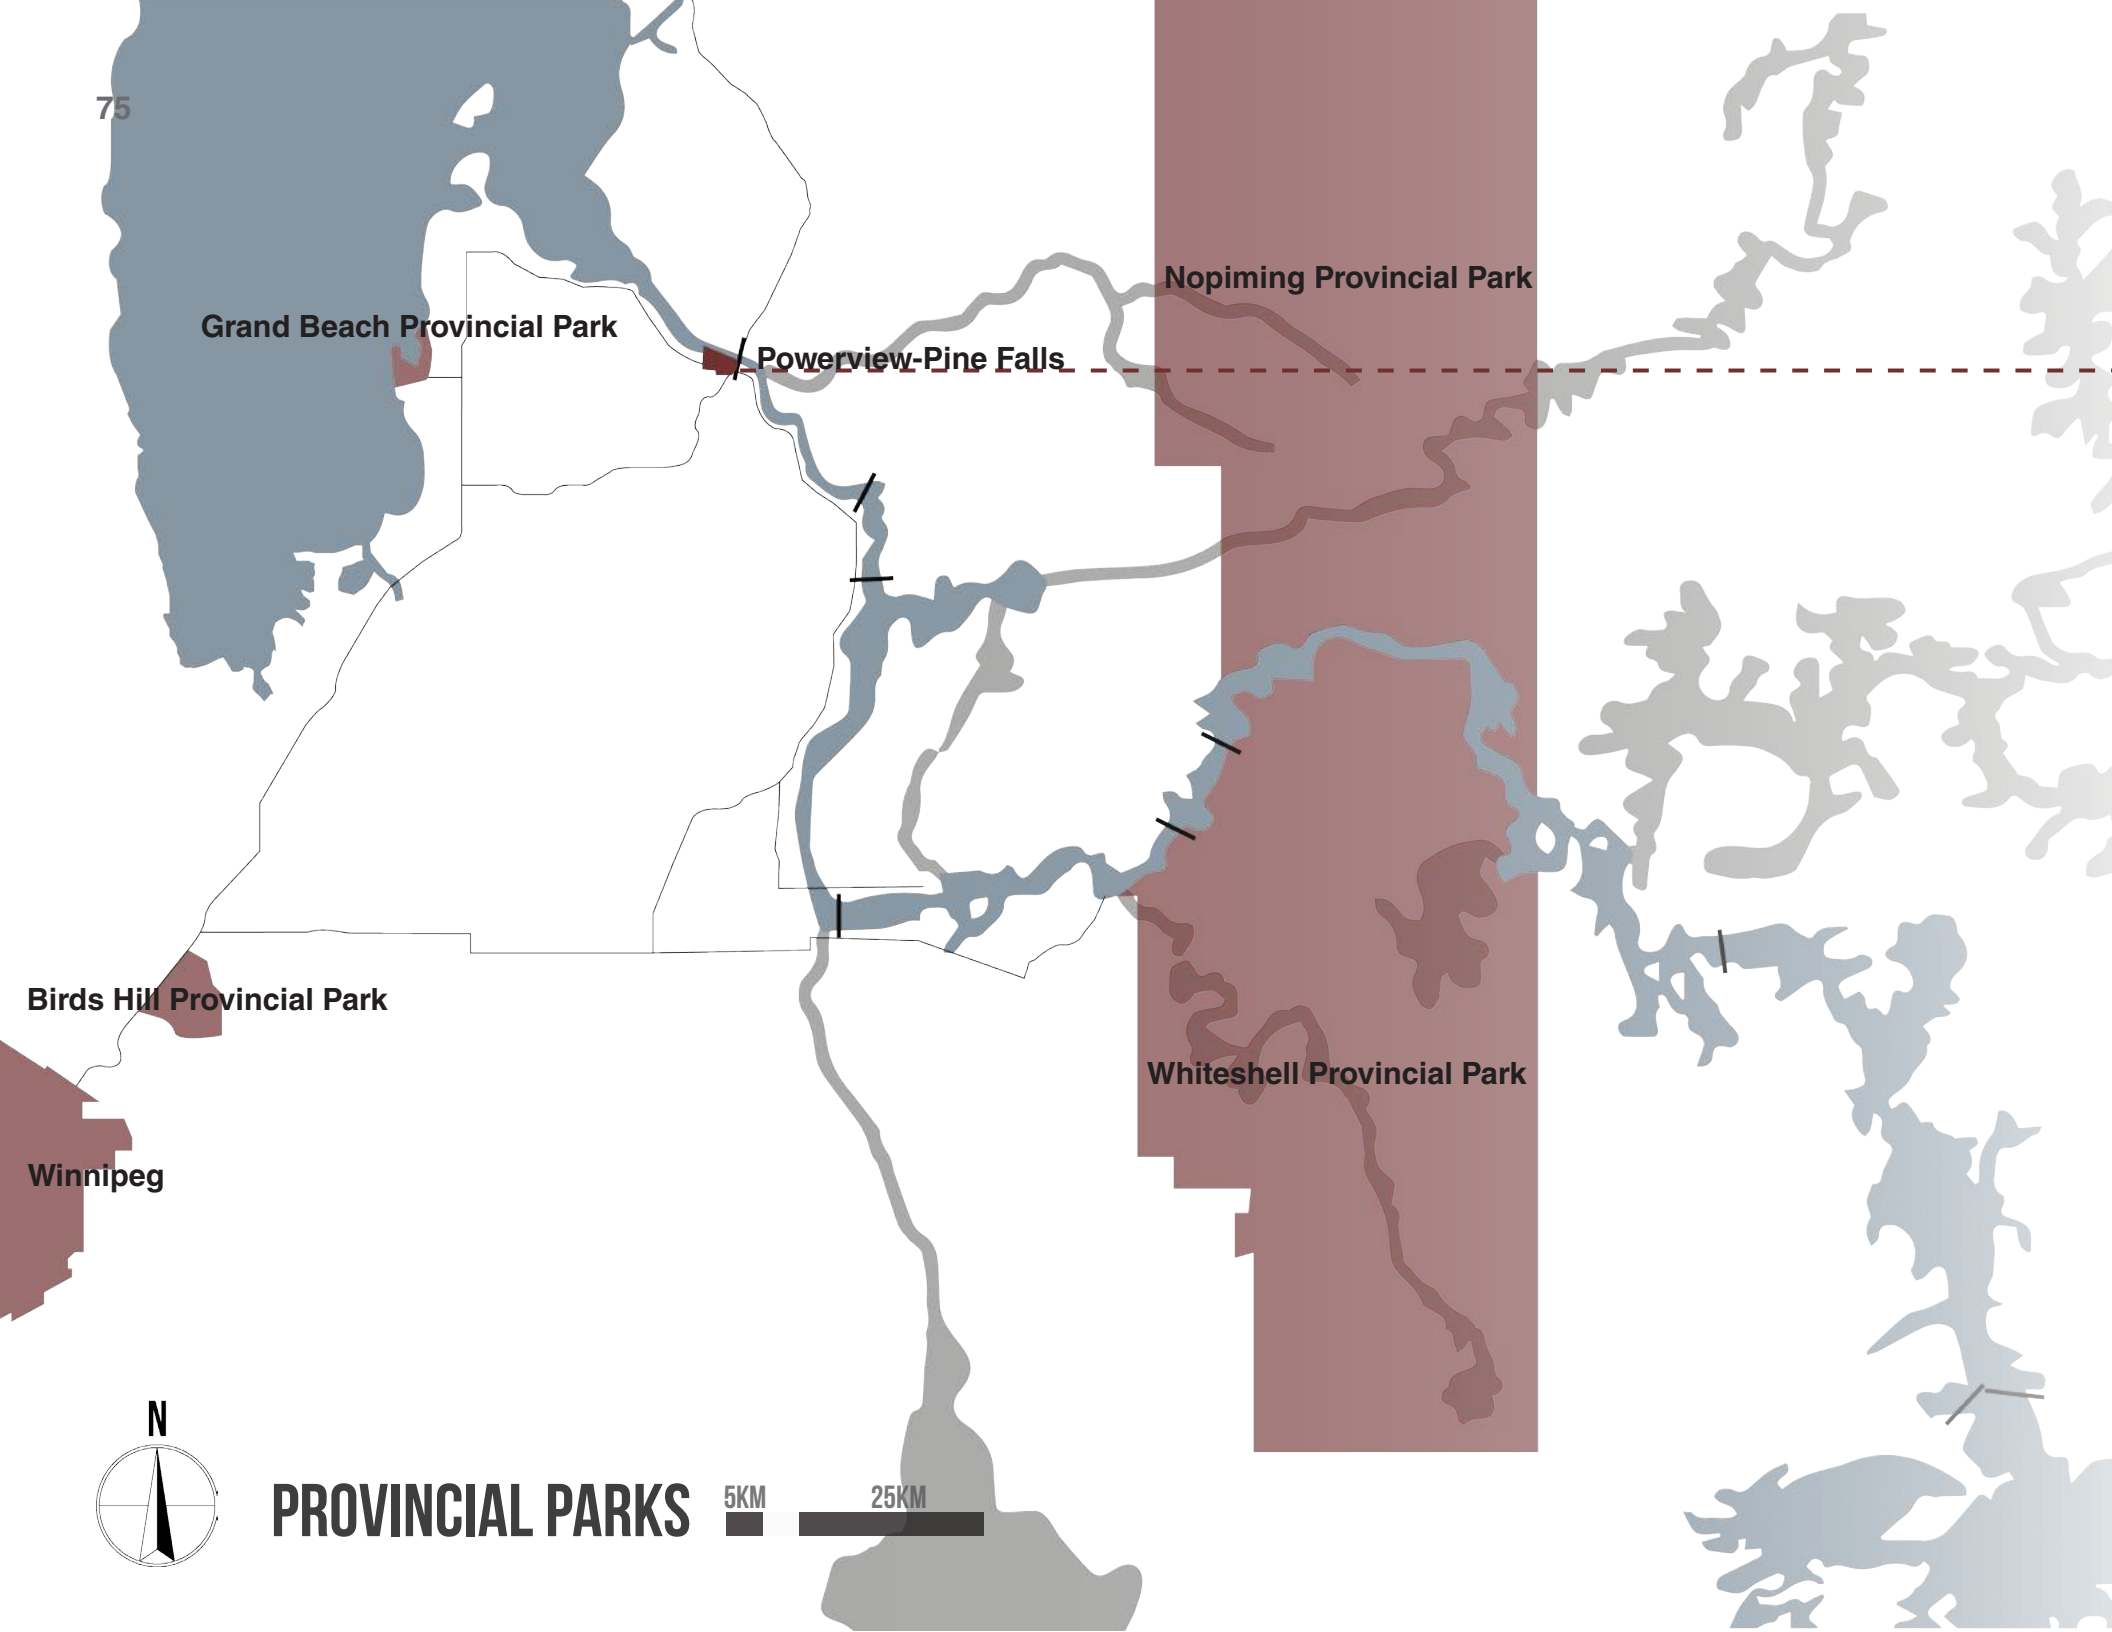 75
Nopiming Provincial Park
Grand Beach Provincial Park
Powerview-Pine Falls
Birds Hill Provincial Park
Whiteshell Provincial Park
Winnipeg
N
PROVINCIAL PARKS
5KM 25KM